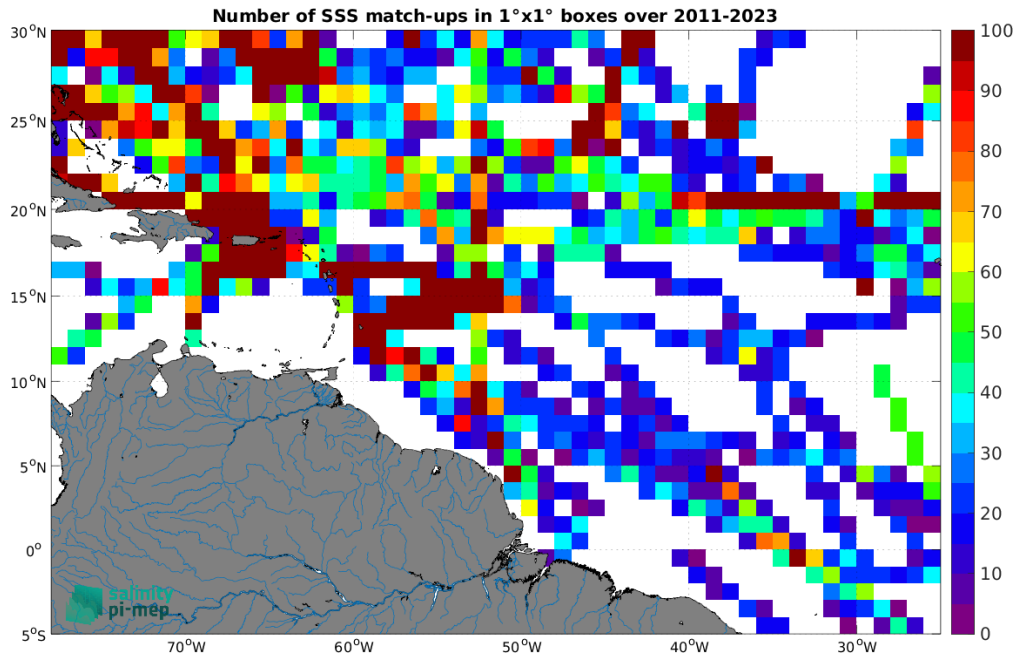 Number of SSS match-ups in 1°x1° boxes over 2011-2023
30°N
25°N
20°N
15°N
10°N
5°N
0°
5°S
70°W
60°W
50°W
40°W
30°W
100
90
80
70
60
50
40
30
20
10
0
salinity
pi-mep